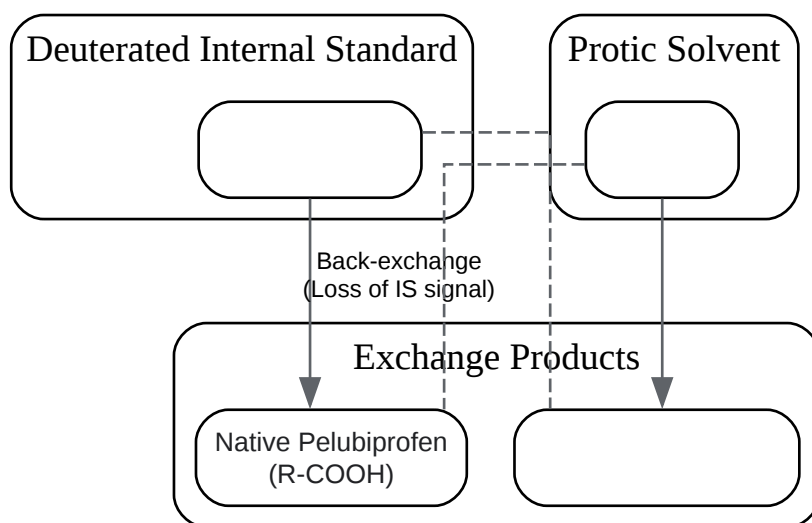 Deuterated Internal Standard
Protic Solvent
Back-exchange
(Loss of IS signal)
Exchange Products
Native Pelubiprofen
(R-COOH)